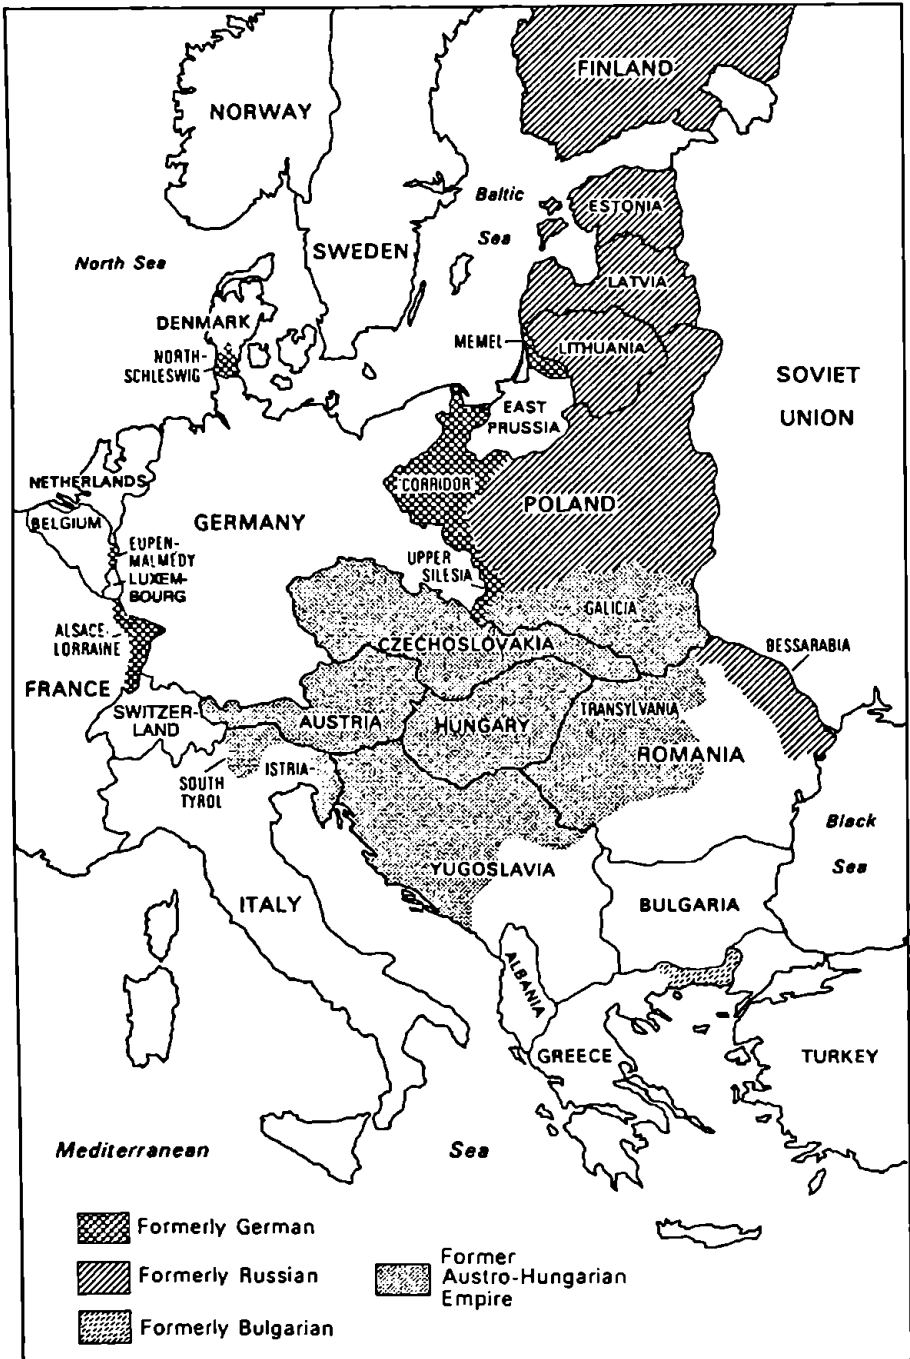 FINLAND
NORWAY
Baltic
Sea
ESTONIA
SWEDEN
North Sea
LATVIA
DENMARK
MEMEL
LITHUANIA
NORTH-
SCHLESWIG
SOVIET
UNION
EAST
PRUSSIA
NETHERLANDS
CORRIDOR
POLAND
BELGIUM
GERMANY
EUPEN-
MALMÉDY
UPPER
SILESIA
LUXEM-
BOURG
GALICIA
ALSACE-
LORRAINE
CZECHOSLOVAKIA
BESSARABIA
FRANCE
SWITZER-
LAND
AUSTRIA
HUNGARY
TRANSYLVANIA
ROMANIA
SOUTH
TYROL
ISTRIA
Black
Sea
YUGOSLAVIA
ITALY
BULGARIA
ALBANIA
GREECE
TURKEY
Mediterranean
Sea
Formerly German
Formerly Russian
Formerly Bulgarian
Former
Austro-Hungarian
Empire